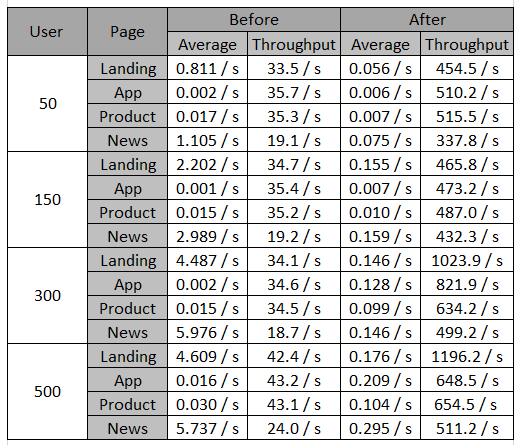 User Page Before After
Average Throughput Average Throughput
50 Landing 0.811 / s 33.5 / s 0.056 / s 454.5 / s
App 0.002 / s 35.7 / s 0.006 / s 510.2 / s
Product 0.017 / s 35.3 / s 0.007 / s 515.5 / s
News 1.105 / s 19.1 / s 0.075 / s 337.8 / s
150 Landing 2.202 / s 34.7 / s 0.155 / s 465.8 / s
App 0.001 / s 35.4 / s 0.007 / s 473.2 / s
Product 0.015 / s 35.2 / s 0.010 / s 487.0 / s
News 2.989 / s 19.2 / s 0.159 / s 432.3 / s
300 Landing 4.487 / s 34.1 / s 0.146 / s 1023.9 / s
App 0.002 / s 34.6 / s 0.128 / s 821.9 / s
Product 0.015 / s 34.5 / s 0.099 / s 634.2 / s
News 5.976 / s 18.7 / s 0.146 / s 499.2 / s
500 Landing 4.609 / s 42.4 / s 0.176 / s 1196.2 / s
App 0.016 / s 43.2 / s 0.209 / s 648.5 / s
Product 0.030 / s 43.1 / s 0.104 / s 654.5 / s
News 5.737 / s 24.0 / s 0.295 / s 511.2 / s